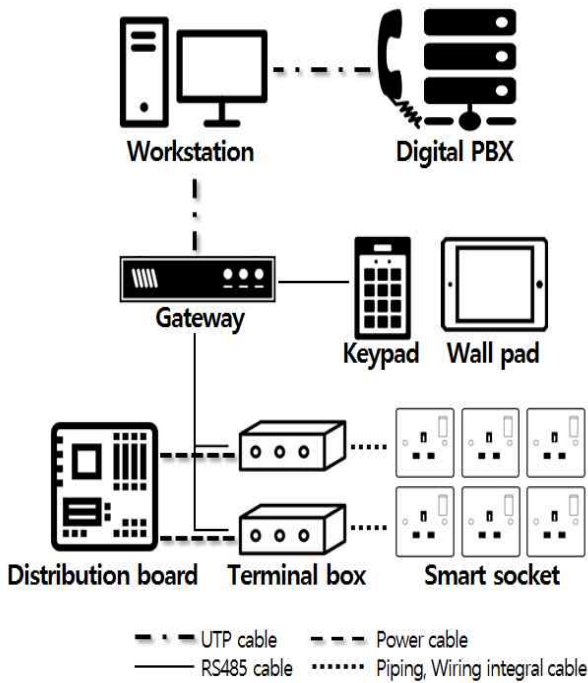 Workstation
Digital PBX
Gateway
Keypad
Wall pad
Distribution board
Terminal box
Smart socket
UTP cable
Power cable
RS485 cable
Piping, Wiring integral cable